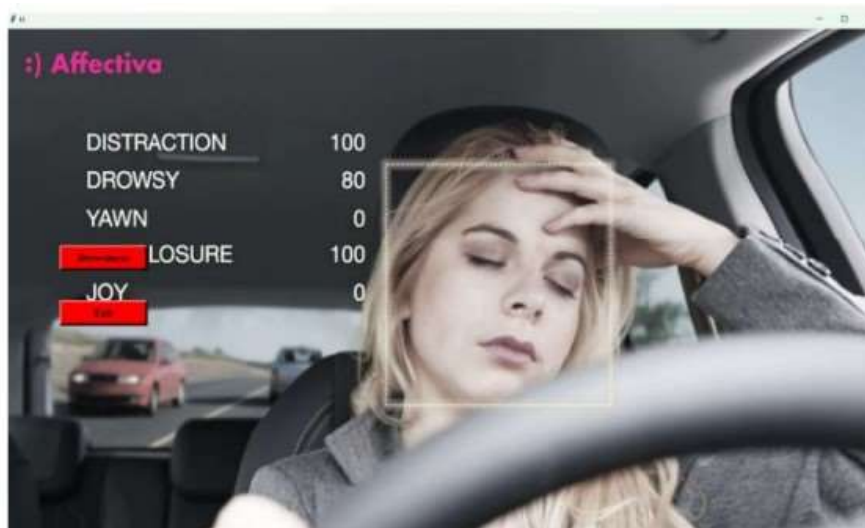 :) Affectiva
DISTRACTION 100
DROWSY 80
YAWN 0
LOSURE 100
JOY 0